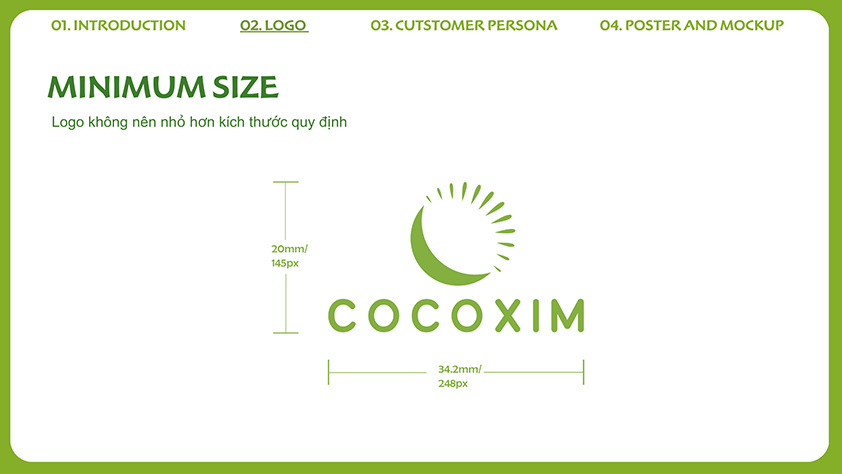 01. INTRODUCTION
02. LOGO
03. CUTSTOMER PERSONA
04. POSTER AND MOCKUP
MINIMUM SIZE
Logo không nên nhỏ hơn kích thước quy định
20mm/
145px
COCOXIM
34.2mm/
248px